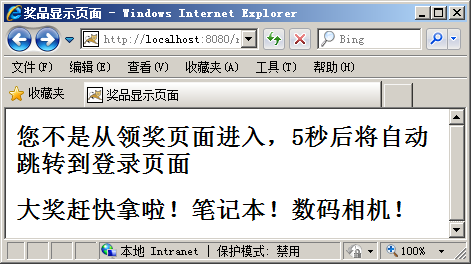 奖品显示页面 - Windows Internet Explorer
http://localhost:8080/
Bing
文件(F) 编辑(E) 查看(V) 收藏夹(A) 工具(T) 帮助(H)
收藏夹 奖品显示页面
您不是从领奖页面进入，5秒后将自动
跳转到登录页面
大奖赶快拿啦！笔记本！数码相机！
本地 Intranet | 保护模式: 禁用 100%